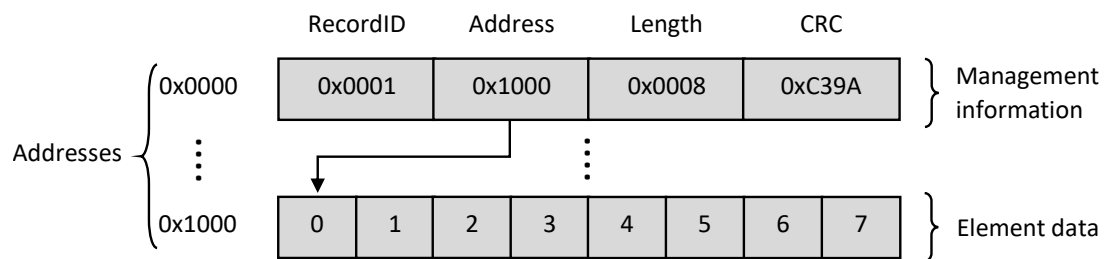 RecordID Address Length CRC
0x0000 0x0001 0x1000 0x0008 0xC39A Management
information
Addresses
0x1000 0 1 2 3 4 5 6 7 Element data